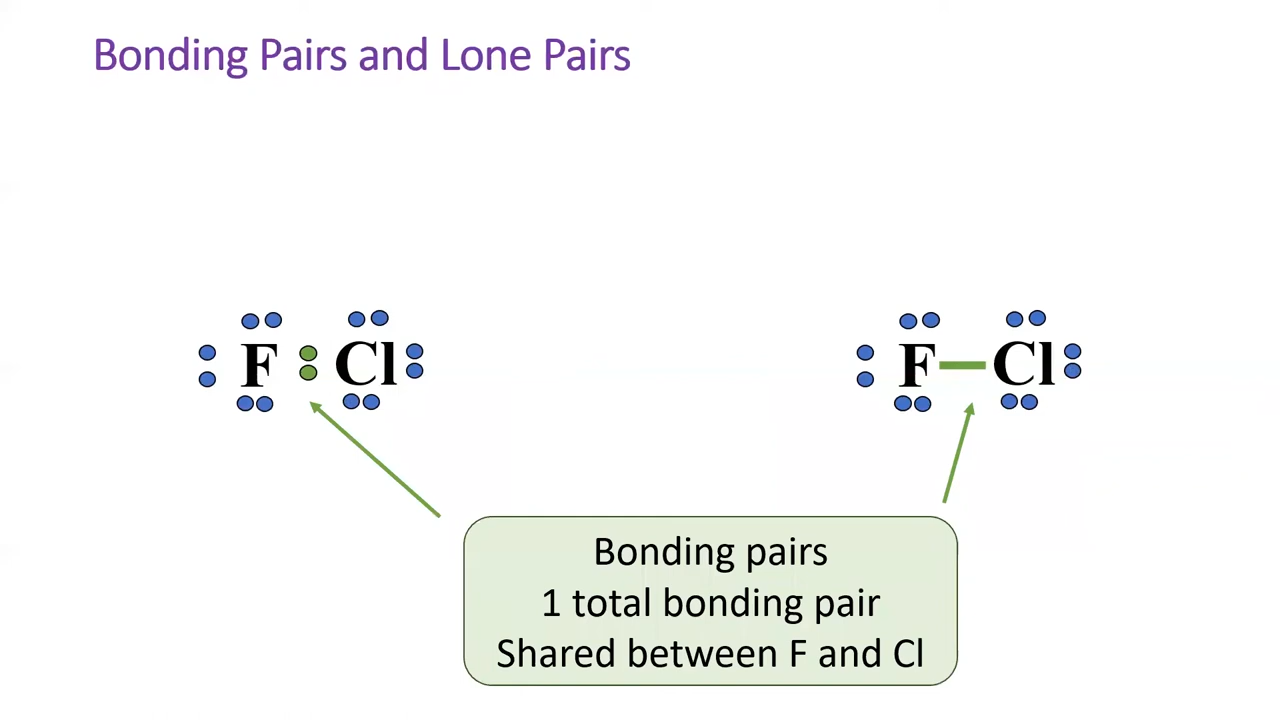 Bonding Pairs and Lone Pairs
F Cl
F Cl
Bonding pairs
1 total bonding pair
Shared between F and Cl